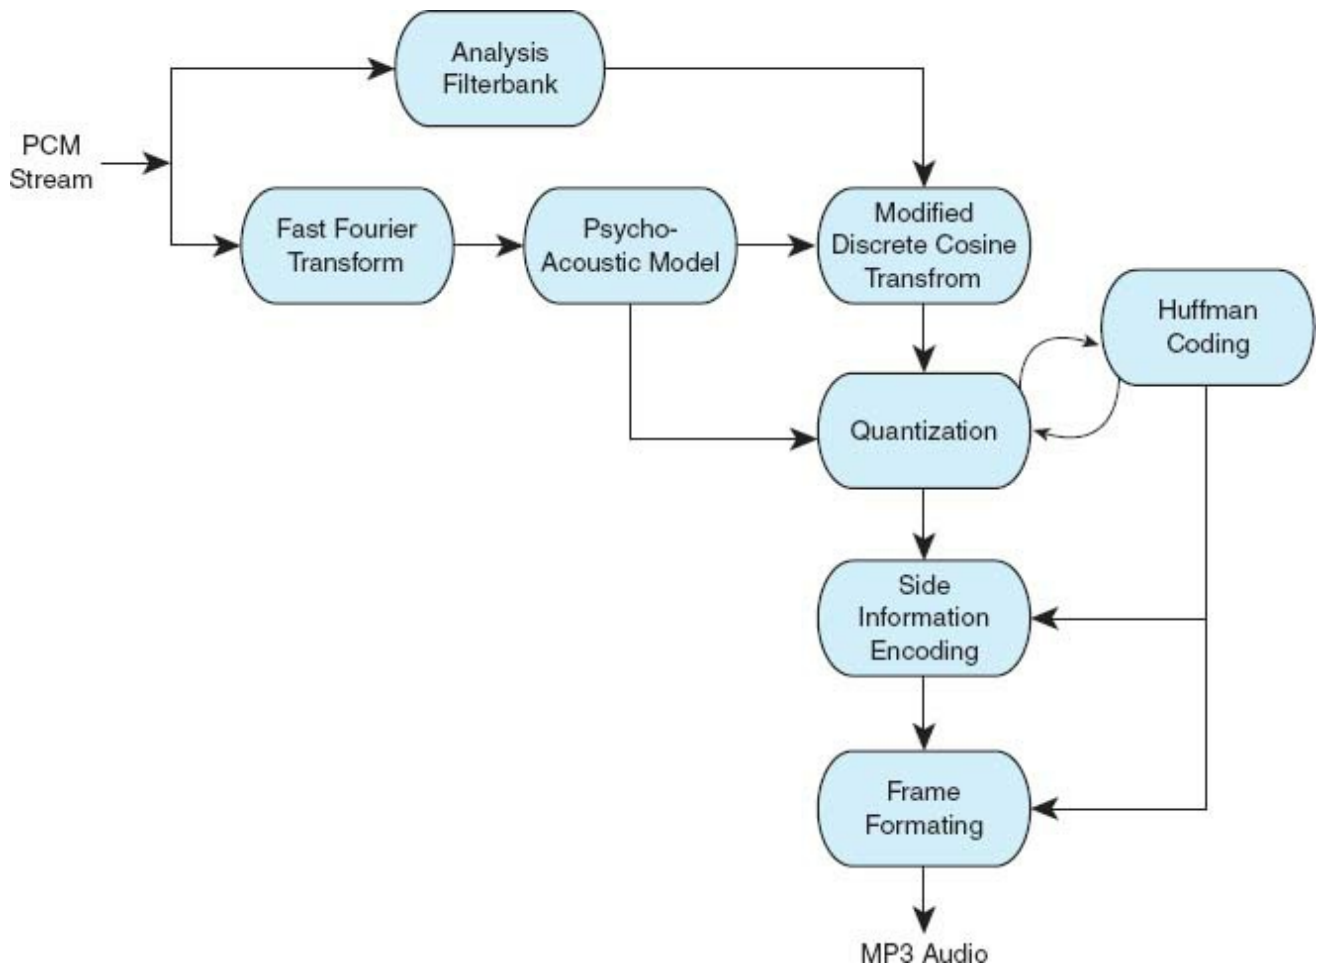 Analysis
Filterbank
PCM
Stream
Fast Fourier
Transform
Psycho-
Acoustic Model
Modified
Discrete Cosine
Transfrom
Huffman
Coding
Quantization
Side
Information
Encoding
Frame
Formating
MP3 Audio